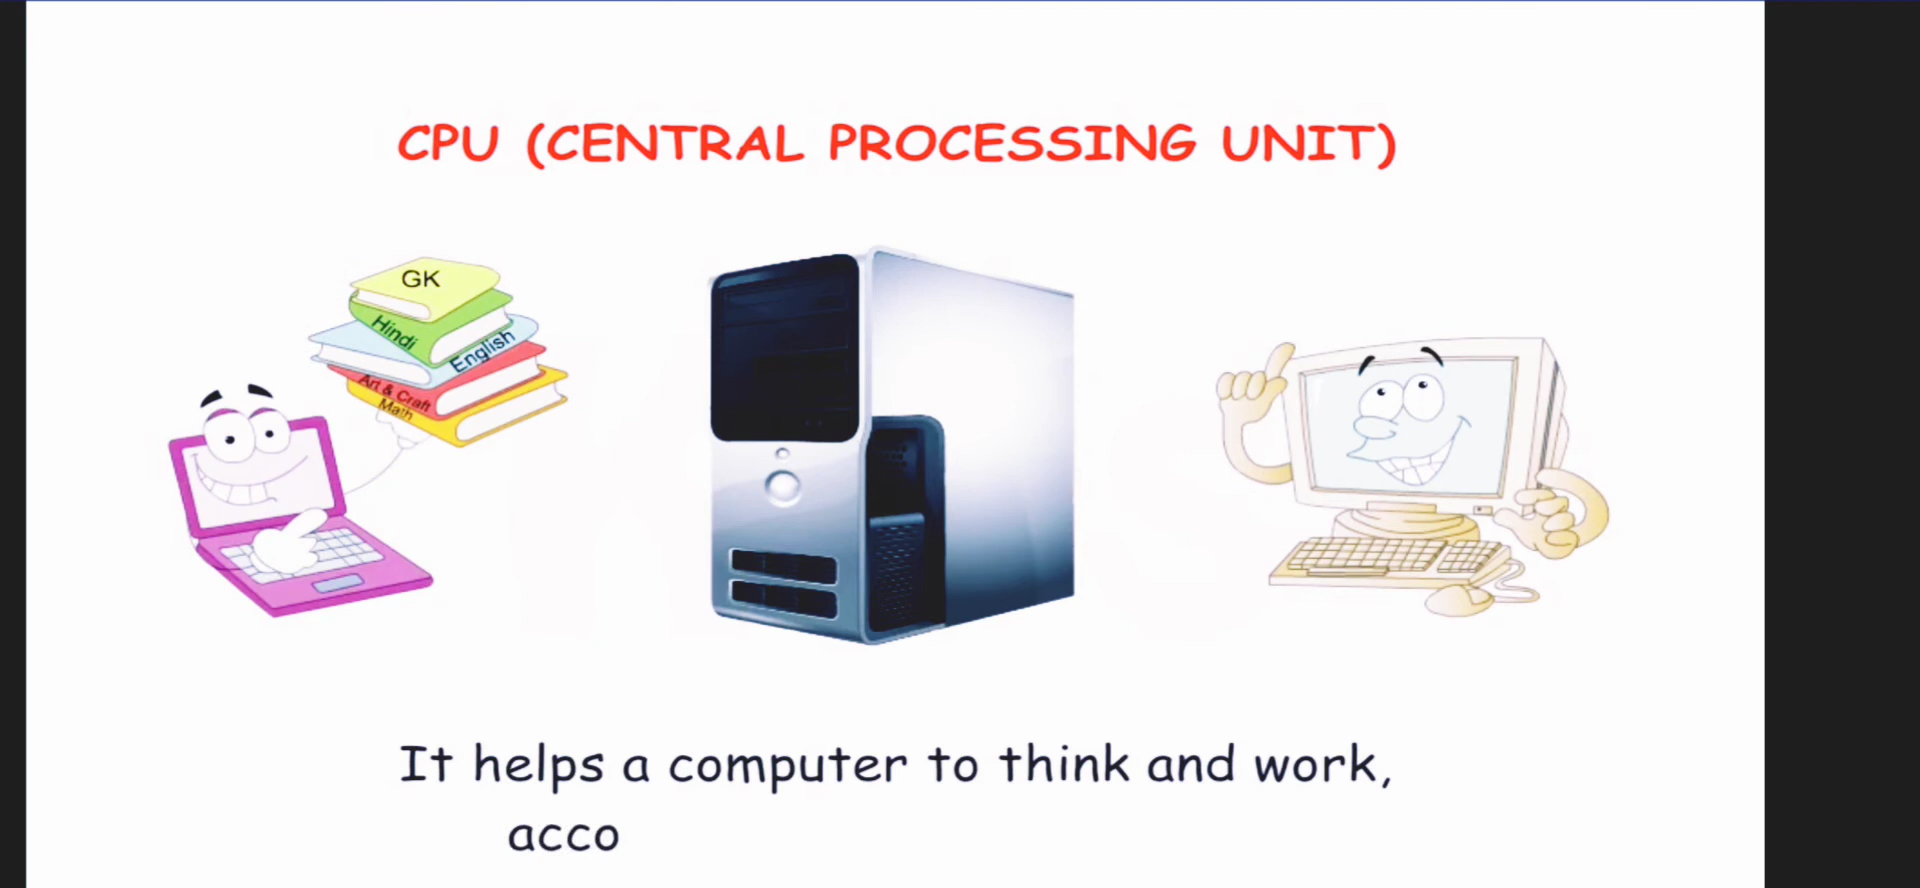 CPU (CENTRAL PROCESSING UNIT)
GK
Hindi
English
Art & Craft
Math
It helps a computer to think and work,
acco